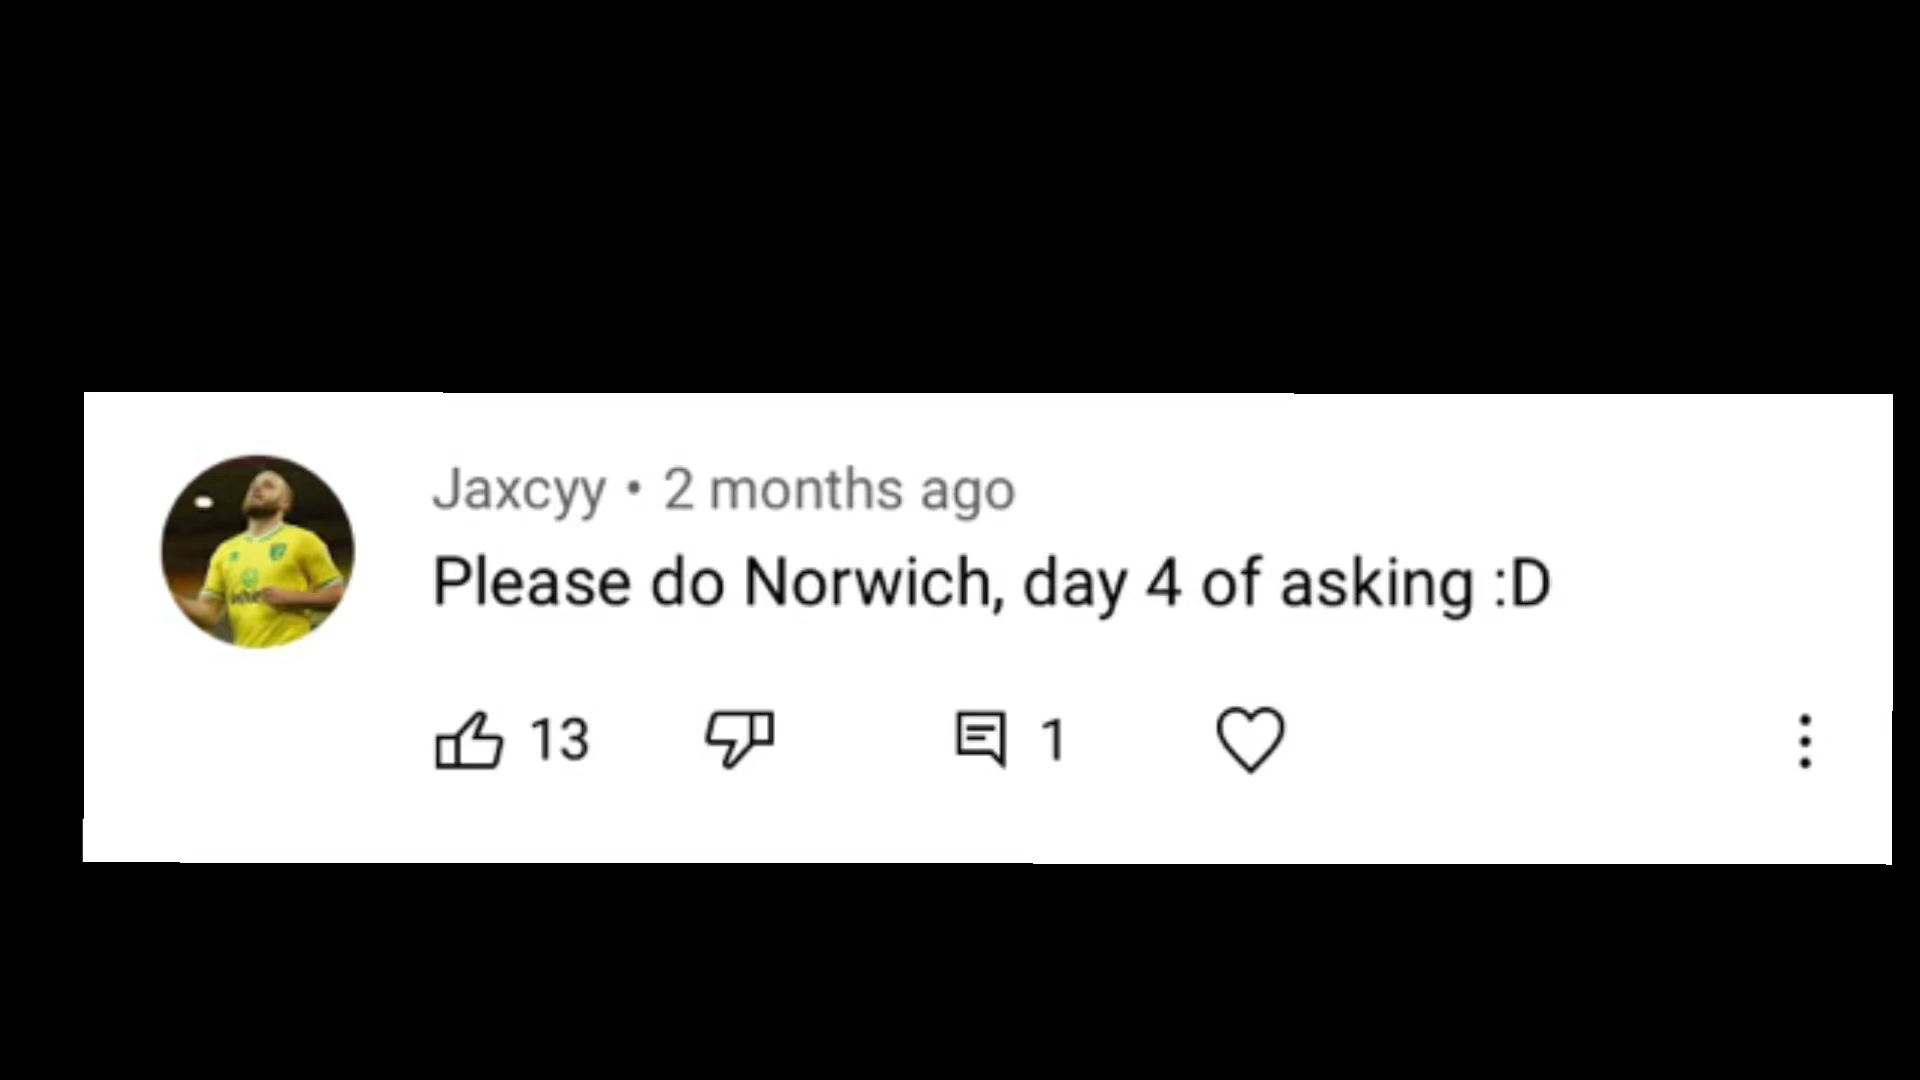 Jaxcyy • 2 months ago
Please do Norwich, day 4 of asking :D
13 1